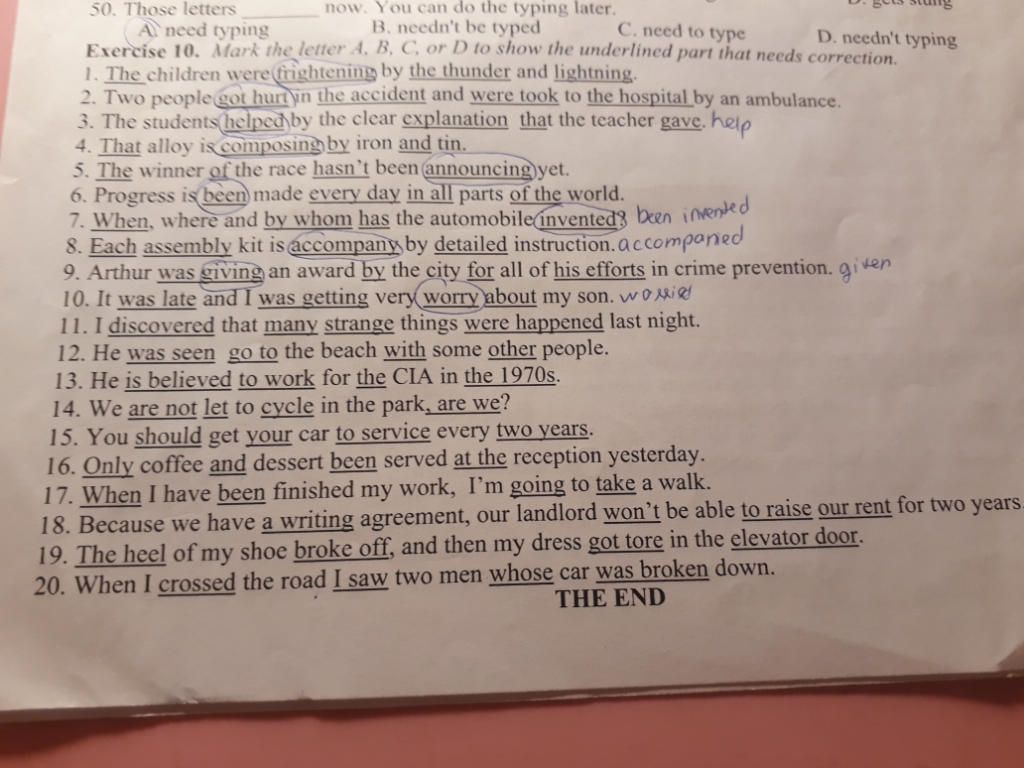 50. Those letters ________ now. You can do the typing later.
A. need typing B. needn't be typed C. need to type D. needn't typing
Exercise 10. Mark the letter A, B, C, or D to show the underlined part that needs correction.
1. The children were frightening by the thunder and lightning.
2. Two people got hurt in the accident and were took to the hospital by an ambulance.
3. The students helped by the clear explanation that the teacher gave. help
4. That alloy is composing by iron and tin.
5. The winner of the race hasn't been announcing yet.
6. Progress is been made every day in all parts of the world.
7. When, where and by whom has the automobile invented? been invented
8. Each assembly kit is accompany by detailed instruction. accompanied
9. Arthur was giving an award by the city for all of his efforts in crime prevention. given
10. It was late and I was getting very worry about my son. worried
11. I discovered that many strange things were happened last night.
12. He was seen go to the beach with some other people.
13. He is believed to work for the CIA in the 1970s.
14. We are not let to cycle in the park, are we?
15. You should get your car to service every two years.
16. Only coffee and dessert been served at the reception yesterday.
17. When I have been finished my work, I'm going to take a walk.
18. Because we have a writing agreement, our landlord won't be able to raise our rent for two years.
19. The heel of my shoe broke off, and then my dress got tore in the elevator door.
20. When I crossed the road I saw two men whose car was broken down.
THE END